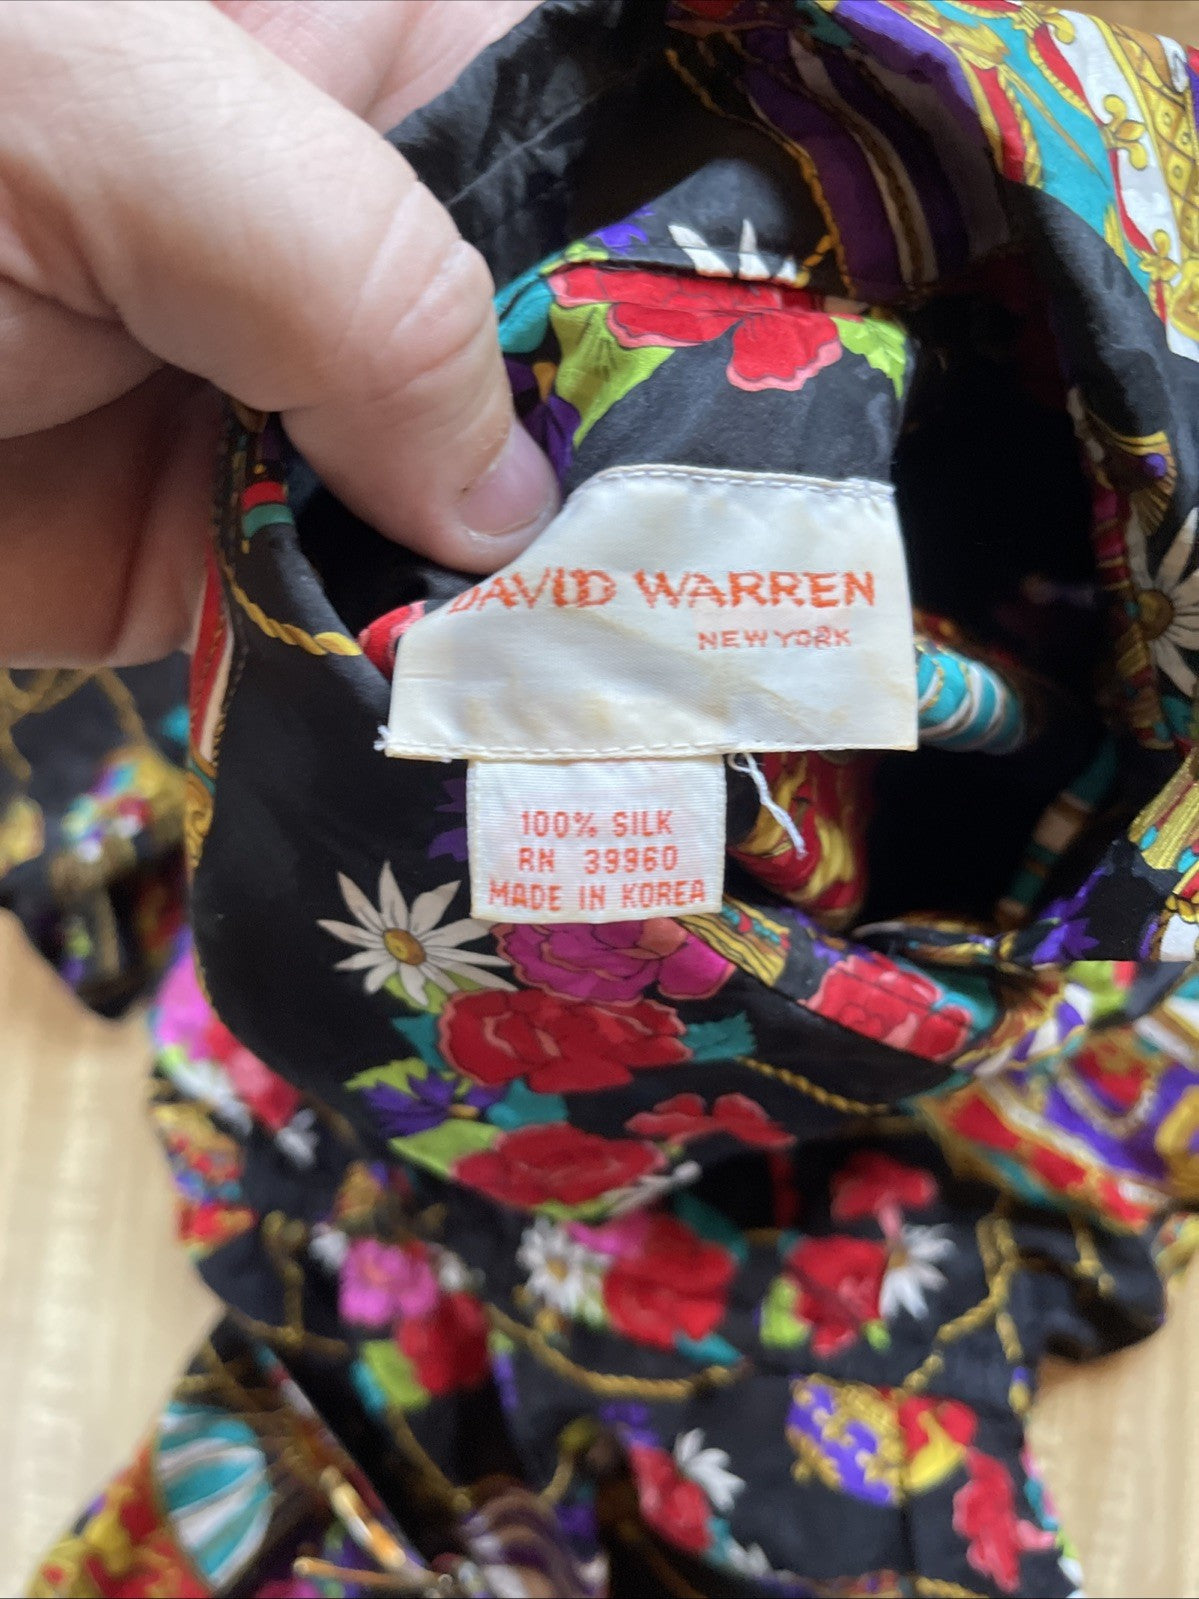 DAVID WARREN
NEW YORK
100% SILK
RN 39960
MADE IN KOREA